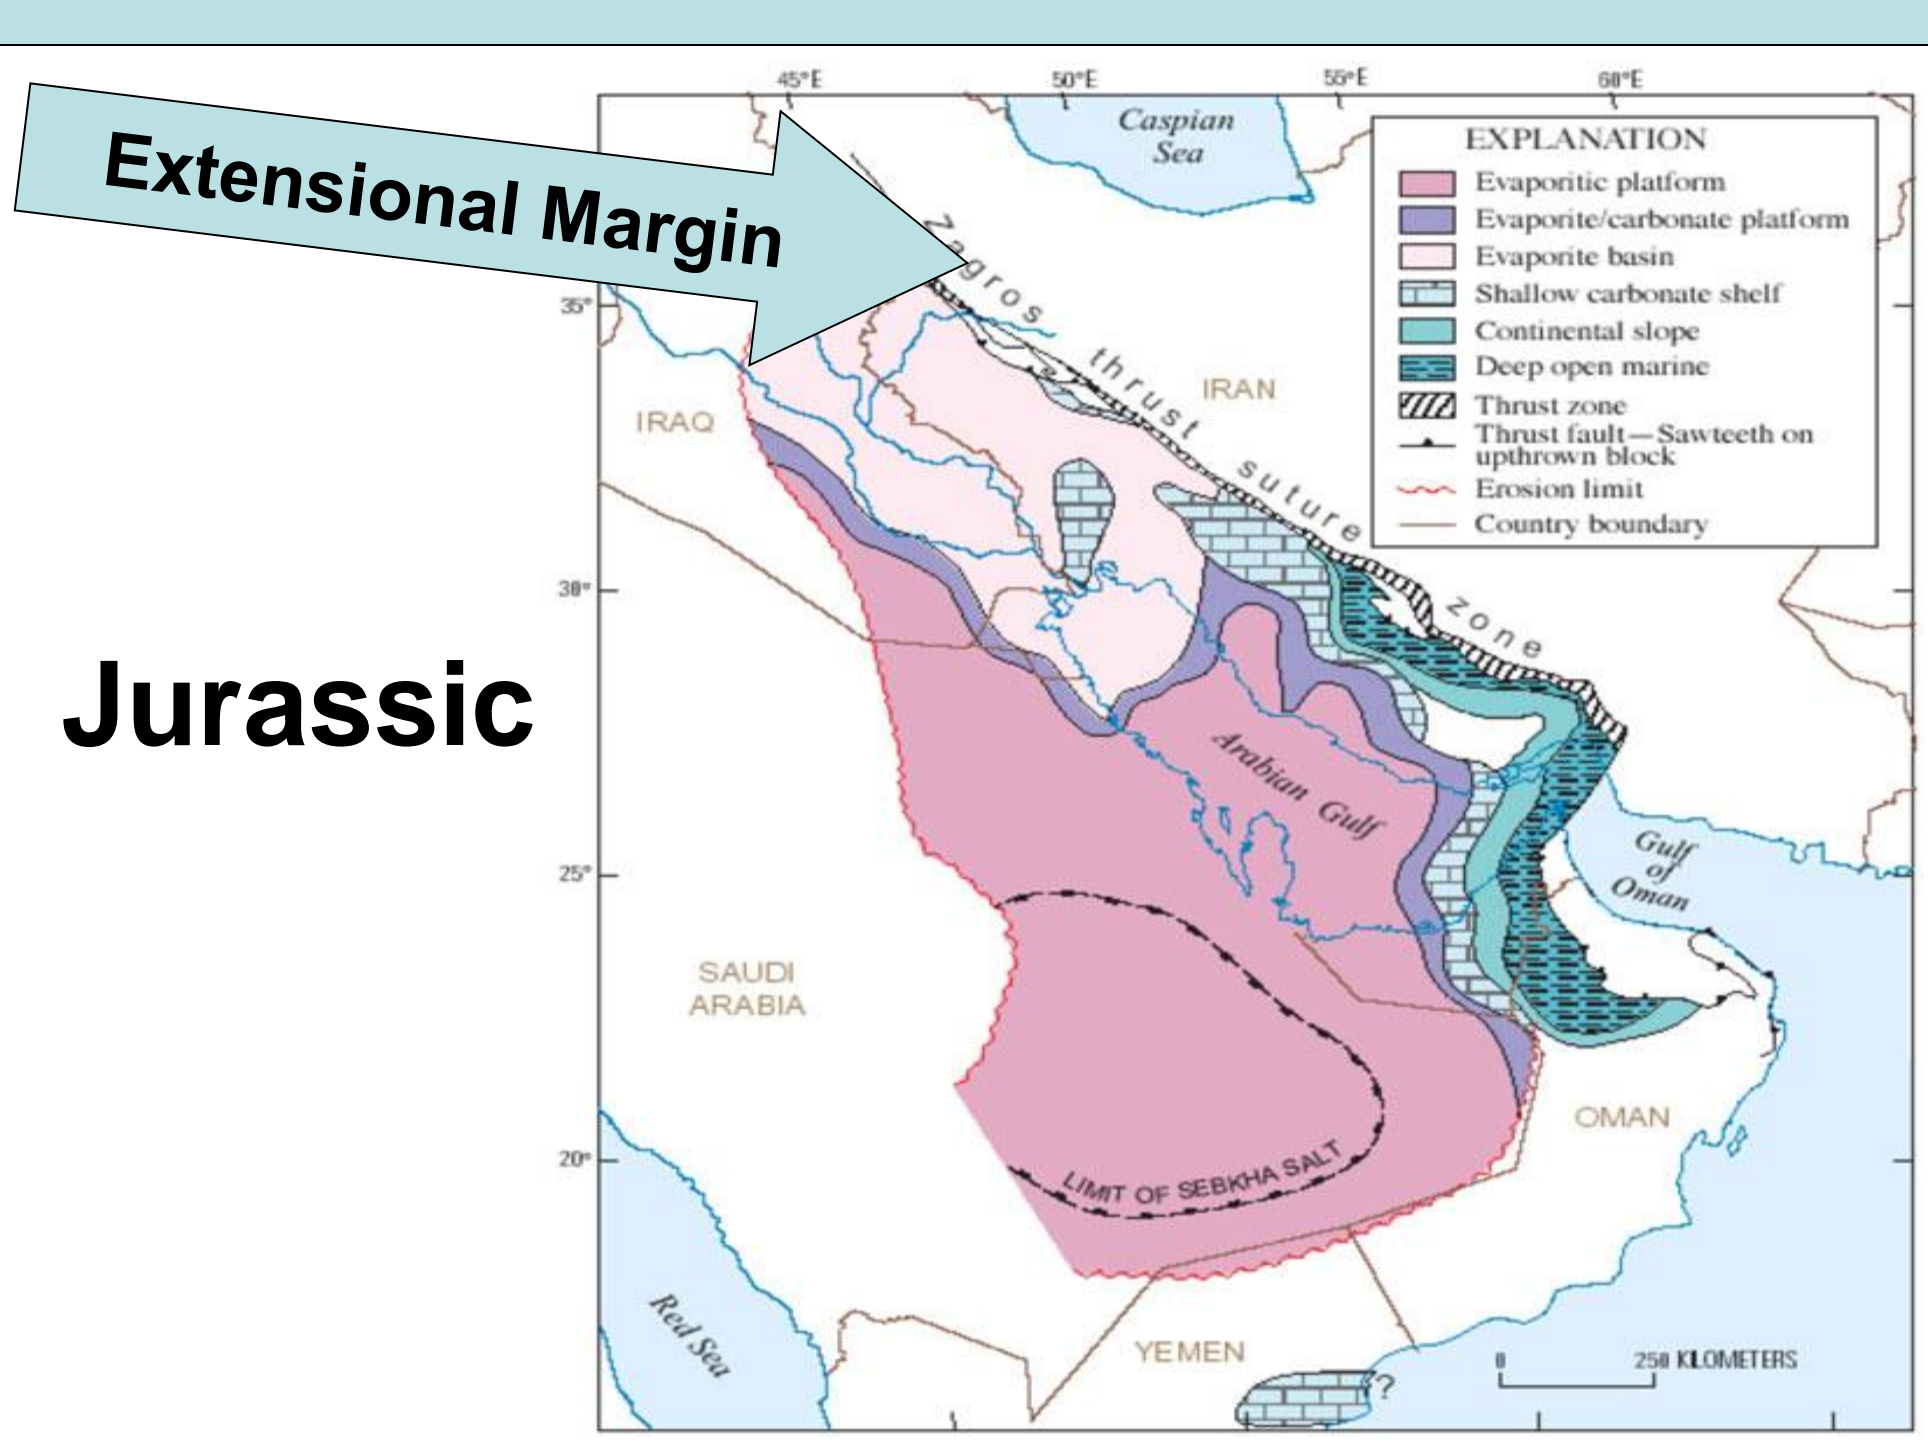 45°E
50°E
55°E
60°E
Extensional Margin
Jurassic
Caspian
Sea
EXPLANATION
Evaporitic platform
Evaporite/carbonate platform
Evaporite basin
Shallow carbonate shelf
Continental slope
Deep open marine
Thrust zone
Thrust fault—Sawteeth on
upthrown block
Erosion limit
Country boundary
Zagros thrust suture zone
35°
30°
25°
20°
IRAQ
IRAN
Arabian Gulf
Gulf
of
Oman
SAUDI
ARABIA
OMAN
LIMIT OF SEBKHA SALT
Red Sea
YEMEN
?
0 250 KILOMETERS